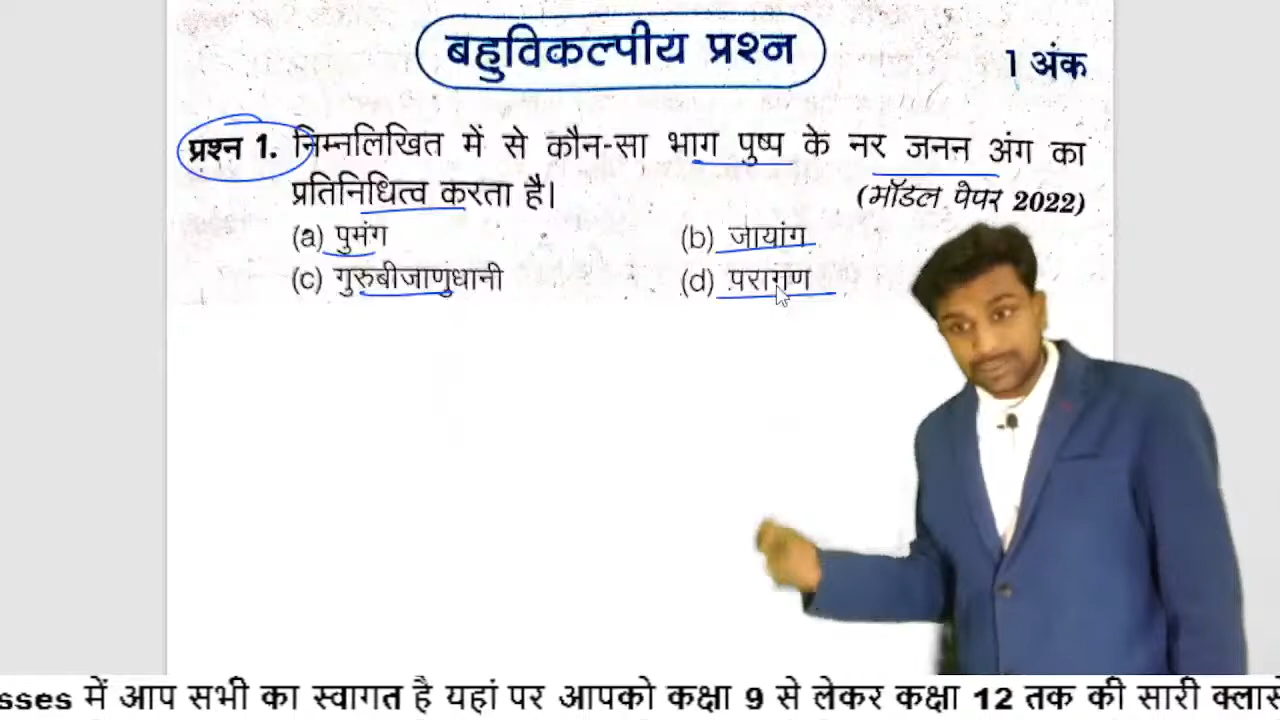 बहुविकल्पीय प्रश्न
1 अंक
प्रश्न 1. निम्नलिखित में से कौन-सा भाग पुष्प के नर जनन अंग का
प्रतिनिधित्व करता है। (मॉडल पेपर 2022)
(a) पुमंग (b) जायांग
(c) गुरुबीजाणुधानी (d) परागण
में आप सभी का स्वागत है यहां पर आपको कक्षा 9 से लेकर कक्षा 12 तक की सारी